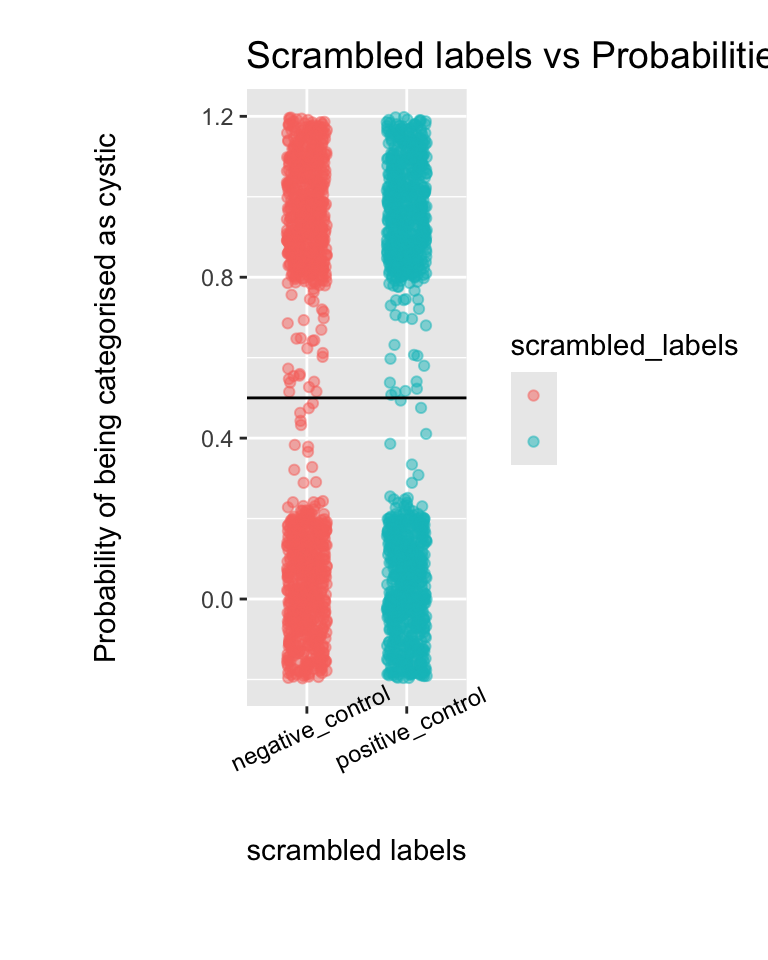 Scrambled labels vs Probabilitie
Probability of being categorised as cystic
1.2
0.8
0.4
0.0
negative_control
positive_control
scrambled labels
scrambled_labels